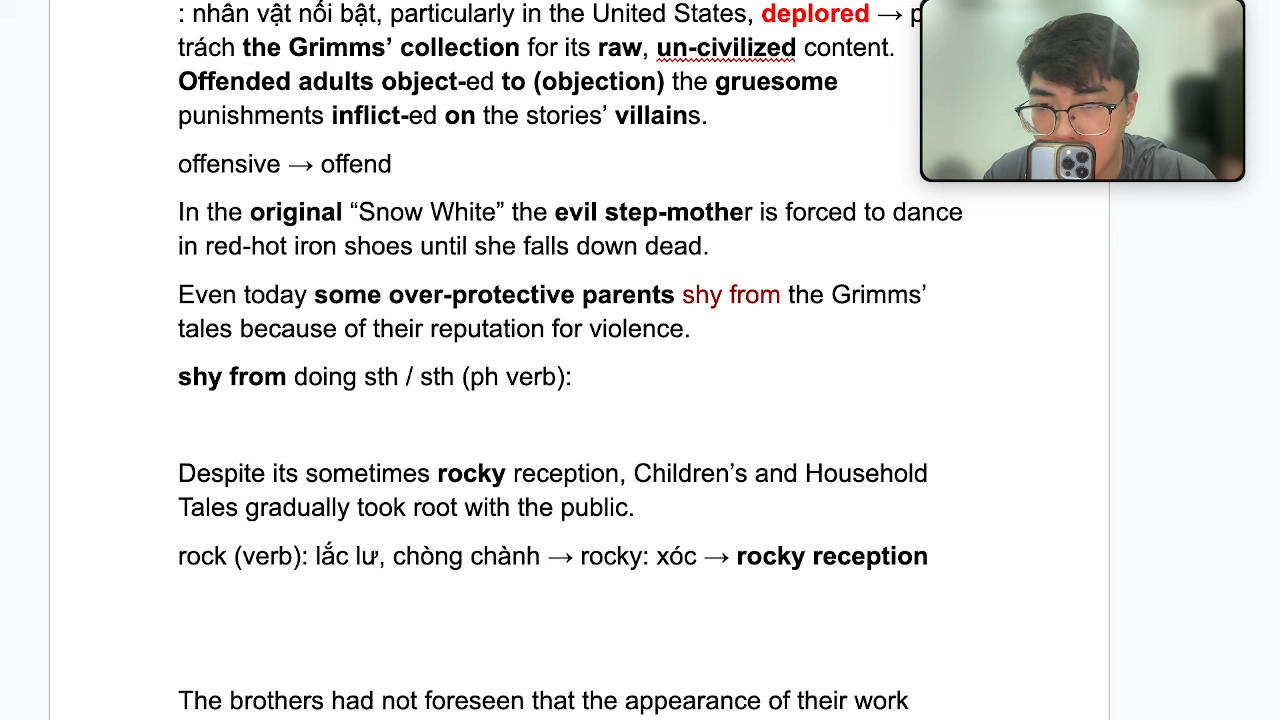 : nhân vật nổi bật, particularly in the United States, deplored →
trách the Grimms’ collection for its raw, un-civilized content.
Offended adults object-ed to (objection) the gruesome
punishments inflict-ed on the stories’ villains.
offensive → offend
In the original “Snow White” the evil step-mother is forced to dance
in red-hot iron shoes until she falls down dead.
Even today some over-protective parents shy from the Grimms’
tales because of their reputation for violence.
shy from doing sth / sth (ph verb):
Despite its sometimes rocky reception, Children’s and Household
Tales gradually took root with the public.
rock (verb): lắc lư, chòng chành → rocky: xóc → rocky reception
The brothers had not foreseen that the appearance of their work